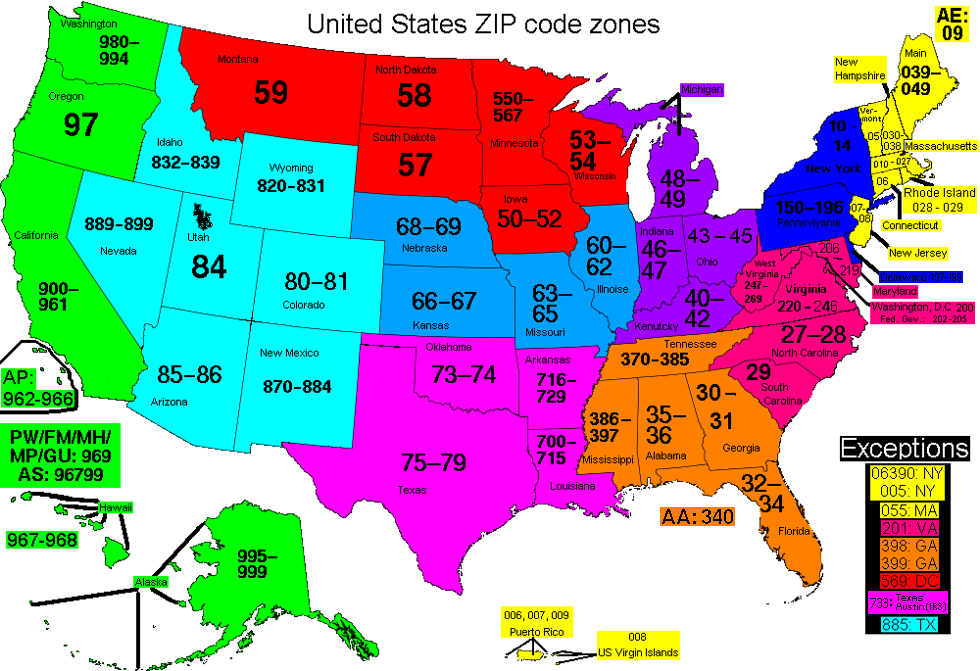 United States ZIP code zones
AE:
09
Washington
980–
994
Montana
59
North Dakota
58
550–
567
Minnesota
Michigan
New
Hampshire
Main
039–
049
Oregon
97
Idaho
832–839
Wyoming
820–831
South Dakota
57
53–
54
Wisconsin
48–
49
10 -
14
New York
Ver-
mont
05
030-
038
Massachusetts
010 - 027
06
Rhode Island
028 - 029
Connecticut
07-
08
New Jersey
California
900–
961
889–899
Nevada
Utah
84
80–81
Colorado
68–69
Nebraska
Iowa
50–52
60–
62
Illnoise
Indiana
46–
47
43 – 45
Ohio
150–196
Pennsylvania
206
219
Maryland
West
Virginia
247-
269
Virginia
220 – 246
Washington, D.C 200
Fed. Gov.: 202-205
66–67
Kansas
63–
65
Missouri
40–
42
Kenutcky
27–28
North Carolina
Tennessee
370–385
29
South
Carolina
85–86
Arizona
New Mexico
870–884
Oklahoma
73–74
Arkansas
716–
729
386–
397
Mississippi
35–
36
Alabama
30–
31
Georgia
75–79
Texas
700–
715
Louisiana
32–
34
Florida
AA: 340
AP:
962-966
PW/FM/MH/
MP/GU: 969
AS: 96799
Hawaii
967-968
Alaska
995–
999
006, 007, 009
Puerto Rico
008
US Virgin Islands
Exceptions
06390: NY
005: NY
055: MA
201: VA
398: GA
399: GA
569: DC
733: Texas
Austin (IRS)
885: TX